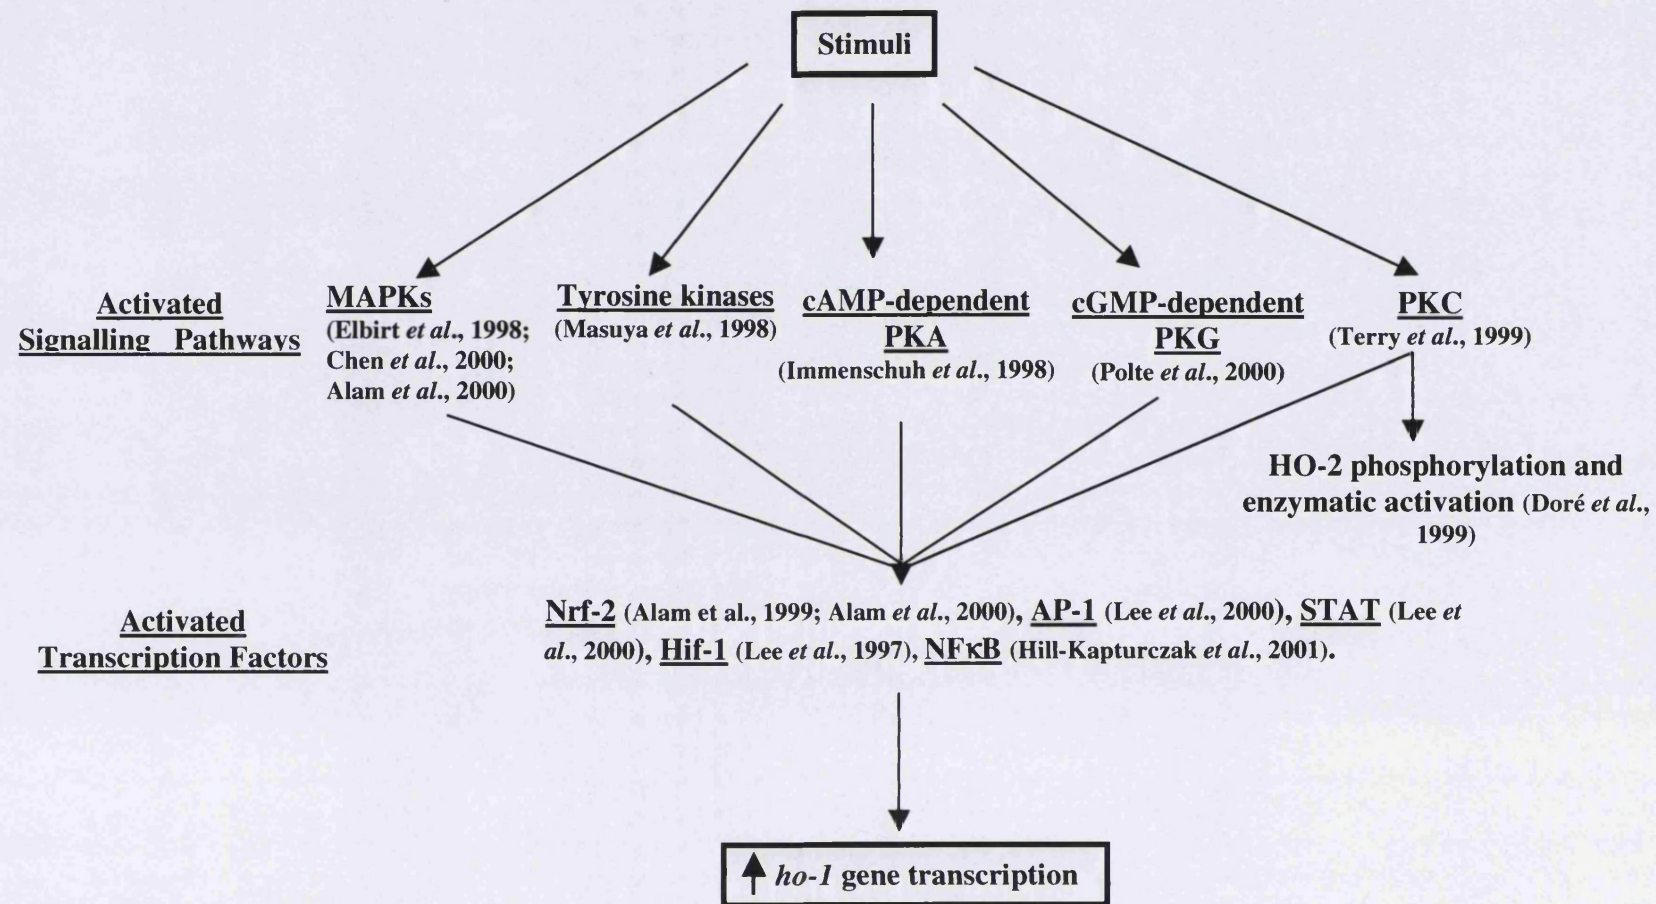 Stimuli
Activated
Signalling Pathways
MAPKs
(Elbirt et al., 1998;
Chen et al., 2000;
Alam et al., 2000)
Tyrosine kinases
(Masuya et al., 1998)
cAMP-dependent
PKA
(Immenschuh et al., 1998)
cGMP-dependent
PKG
(Polte et al., 2000)
PKC
(Terry et al., 1999)
HO-2 phosphorylation and
enzymatic activation (Doré et al.,
1999)
Activated
Transcription Factors
Nrf-2 (Alam et al., 1999; Alam et al., 2000), AP-1 (Lee et al., 2000), STAT (Lee et
al., 2000), Hif-1 (Lee et al., 1997), NFκB (Hill-Kapturczak et al., 2001).
ho-1 gene transcription